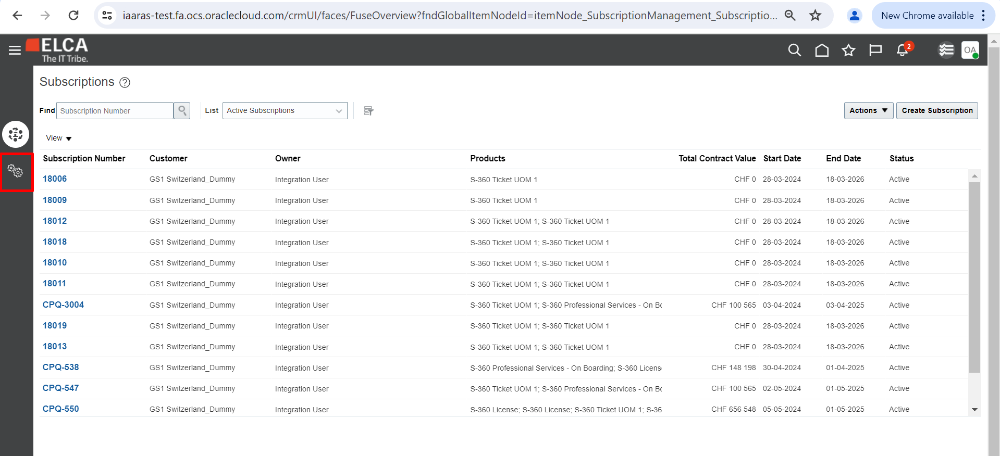 iaaras-test.fa.ocs.oraclecloud.com/crmUI/faces/FuseOverview?fndGlobalItemNodeId=itemNode_SubscriptionManagement_Subscriptio...
New Chrome available
ELCA
The IT Tribe.
2
OA
Subscriptions ?
Find Subscription Number List Active Subscriptions Actions Create Subscription
View
Subscription Number Customer Owner Products Total Contract Value Start Date End Date Status
18006 GS1 Switzerland_Dummy Integration User S-360 Ticket UOM 1 CHF 0 28-03-2024 18-03-2026 Active
18009 GS1 Switzerland_Dummy Integration User S-360 Ticket UOM 1 CHF 0 28-03-2024 18-03-2026 Active
18012 GS1 Switzerland_Dummy Integration User S-360 Ticket UOM 1; S-360 Ticket UOM 1 CHF 0 28-03-2024 18-03-2026 Active
18018 GS1 Switzerland_Dummy Integration User S-360 Ticket UOM 1; S-360 Ticket UOM 1 CHF 0 28-03-2024 18-03-2026 Active
18010 GS1 Switzerland_Dummy Integration User S-360 Ticket UOM 1; S-360 Ticket UOM 1 CHF 0 28-03-2024 18-03-2026 Active
18011 GS1 Switzerland_Dummy Integration User S-360 Ticket UOM 1; S-360 Ticket UOM 1 CHF 0 28-03-2024 18-03-2026 Active
CPQ-3004 GS1 Switzerland_Dummy Integration User S-360 Ticket UOM 1; S-360 Professional Services - On Bo CHF 100 565 03-04-2024 03-04-2025 Active
18019 GS1 Switzerland_Dummy Integration User S-360 Ticket UOM 1; S-360 Ticket UOM 1 CHF 0 28-03-2024 18-03-2026 Active
18013 GS1 Switzerland_Dummy Integration User S-360 Ticket UOM 1; S-360 Ticket UOM 1 CHF 0 28-03-2024 18-03-2026 Active
CPQ-538 GS1 Switzerland_Dummy Integration User S-360 Professional Services - On Boarding; S-360 Licens CHF 148 198 30-04-2024 01-04-2025 Active
CPQ-547 GS1 Switzerland_Dummy Integration User S-360 Ticket UOM 1; S-360 Professional Services - On Bo CHF 100 565 02-05-2024 01-05-2025 Active
CPQ-550 GS1 Switzerland_Dummy Integration User S-360 License; S-360 License; S-360 Ticket UOM 1; S-36 CHF 656 548 05-05-2024 01-05-2025 Active